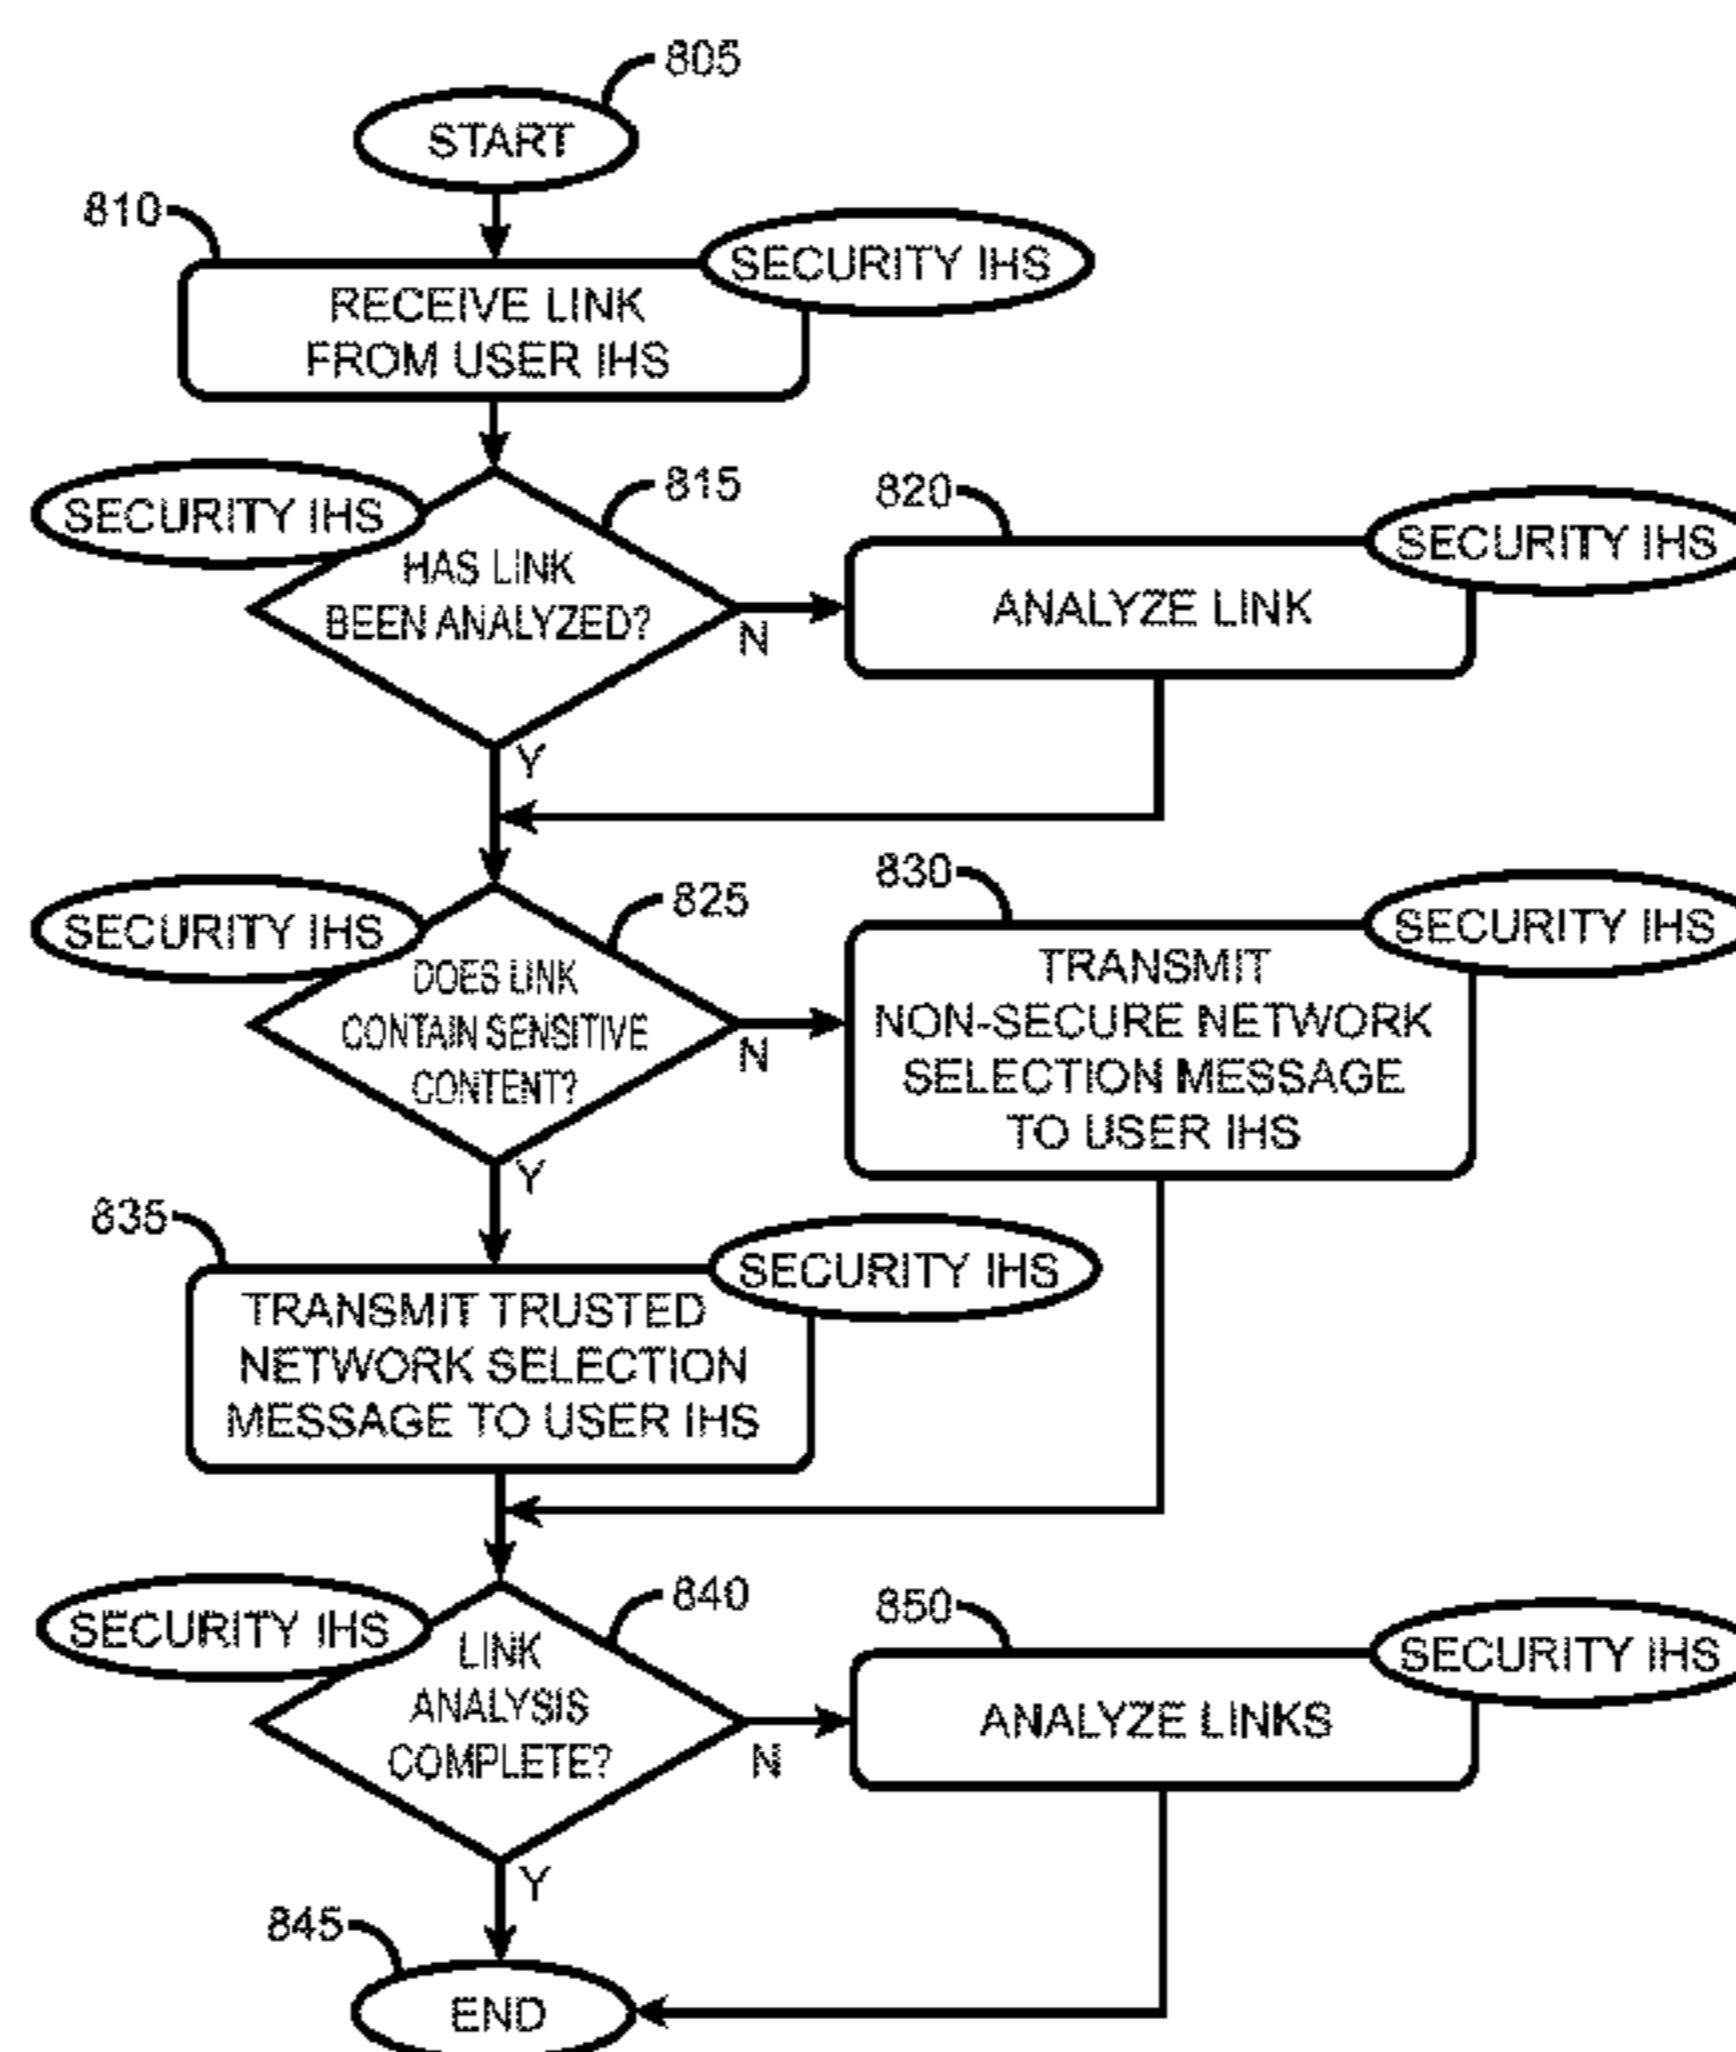 805
START
810
SECURITY IHS
RECEIVE LINK
FROM USER IHS
SECURITY IHS
815
HAS LINK
BEEN ANALYZED?
N
Y
820
SECURITY IHS
ANALYZE LINK
SECURITY IHS
825
DOES LINK
CONTAIN SENSITIVE
CONTENT?
N
Y
830
SECURITY IHS
TRANSMIT
NON-SECURE NETWORK
SELECTION MESSAGE
TO USER IHS
835
SECURITY IHS
TRANSMIT TRUSTED
NETWORK SELECTION
MESSAGE TO USER IHS
SECURITY IHS
840
LINK
ANALYSIS
COMPLETE?
N
Y
850
SECURITY IHS
ANALYZE LINKS
845
END